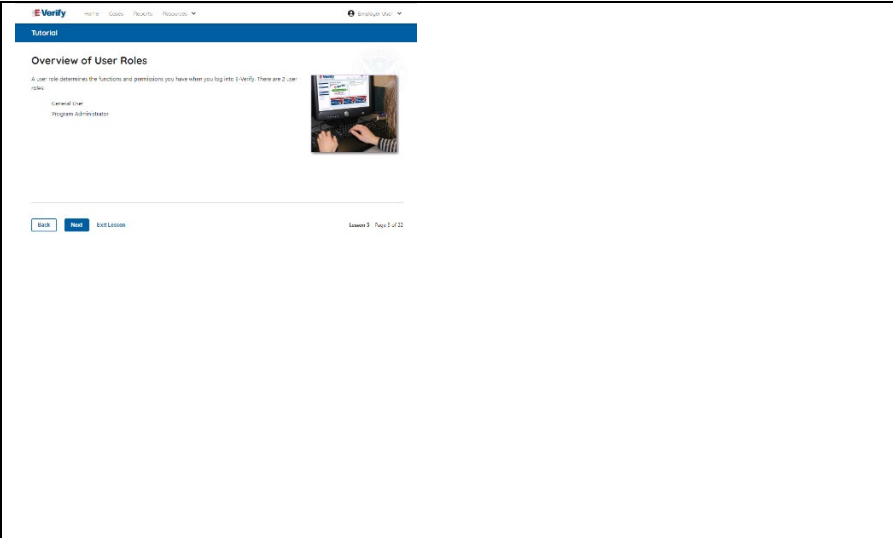 E-Verify Home Cases Reports Resources Employer User
Tutorial
Overview of User Roles
A user role determines the functions and permissions you have when you log into E-Verify. There are 2 user
roles:
General User
Program Administrator
Back Next Exit Lesson Lesson 3 Page of 22